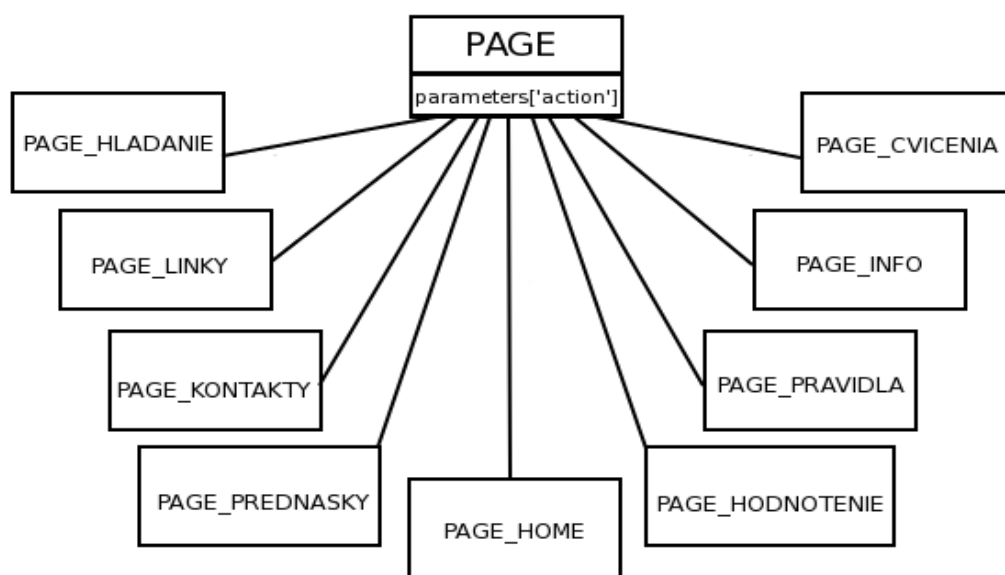 PAGE
parameters['action']
PAGE_HLADANIE
PAGE_CVICENIA
PAGE_LINKY
PAGE_INFO
PAGE_KONTAKTY
PAGE_PRAVIDLA
PAGE_PREDNASKY
PAGE_HODNOTENIE
PAGE_HOME